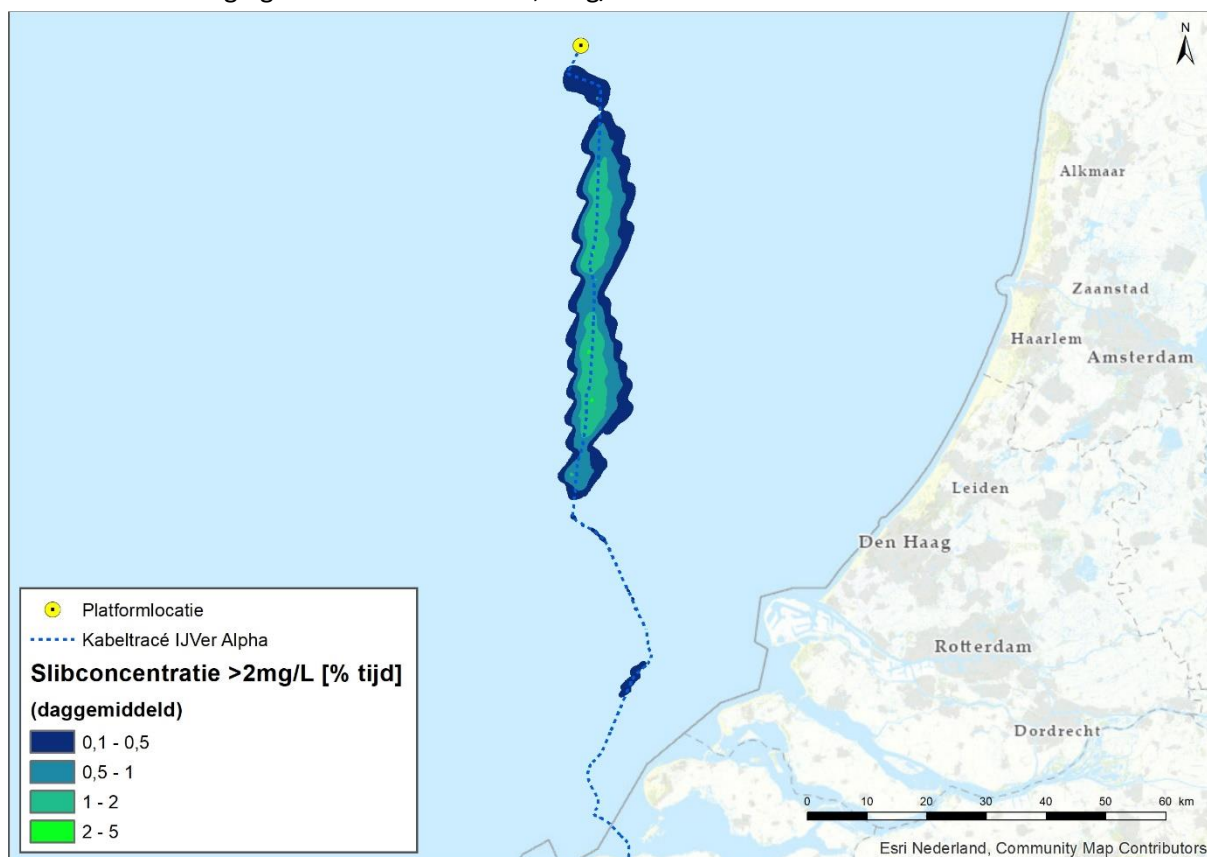 N
Alkmaar
Zaanstad
Haarlem
Amsterdam
Leiden
Den Haag
Rotterdam
Dordrecht
Platformlocatie
Kabeltracé IJVer Alpha
Slibconcentratie >2mg/L [% tijd]
(daggemiddeld)
0,1 - 0,5
0,5 - 1
1 - 2
2 - 5
0 10 20 30 40 50 60 km
Esri Nederland, Community Map Contributors